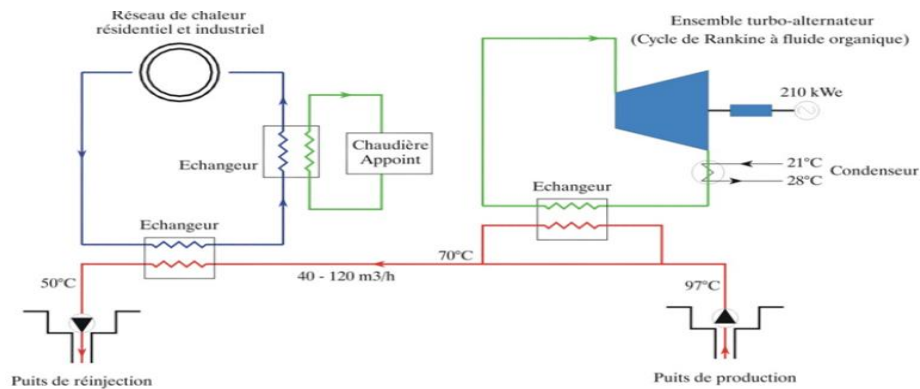 Réseau de chaleur
résidentiel et industriel
Ensemble turbo-alternateur
(Cycle de Rankine à fluide organique)
210 kWe
Chaudière
Appoint
Echangeur
21°C
28°C
Condenseur
Echangeur
Echangeur
70°C
50°C
40 - 120 m3/h
97°C
Puits de réinjection
Puits de production